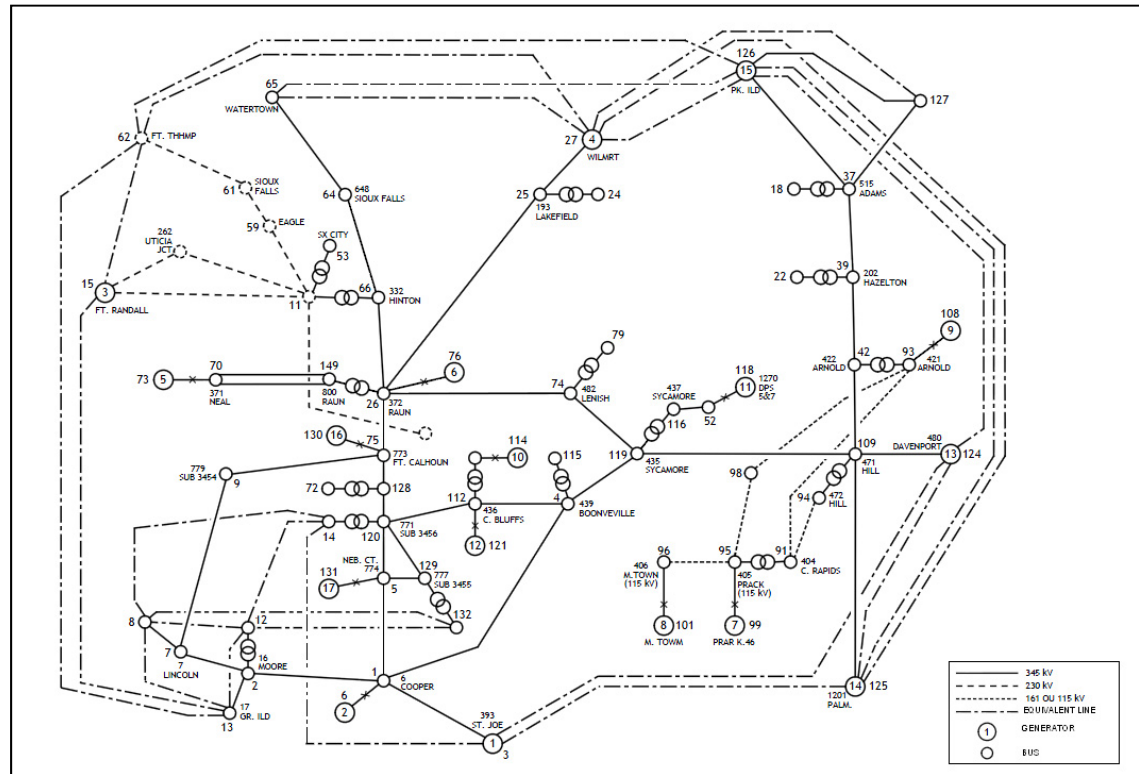 126
15
PK. ILD
65
WATERTOWN
127
62
FT. THHMP
27
4
WILMRT
61
SIOUX
FALLS
64
648
SIOUX FALLS
25
193
LAKEFIELD
24
18
37
515
ADAMS
59
EAGLE
262
UTICIA
JCT
SX CITY
53
15
3
FT. RANDALL
11
66
332
HINTON
22
39
202
HAZELTON
108
9
79
42
422
ARNOLD
93
421
ARNOLD
73
5
70
371
NEAL
149
800
RAUN
26
372
RAUN
76
6
74
482
LENISH
437
SYCAMORE
118
11
1270
DPS
5&7
52
116
130
16
75
773
FT. CALHOUN
114
10
115
119
435
SYCAMORE
109
471
HILL
480
DAVENPORT
13
124
779
SUB 3454
9
72
128
112
436
C. BLUFFS
4
439
BOONVEVILLE
98
94
472
HILL
14
120
771
SUB 3456
12
121
NEB. CT.
774
131
17
5
129
777
SUB 3455
132
96
406
M.TOWN
(115 kV)
95
405
PRACK
(115 kV)
91
404
C. RAPIDS
8
12
8
101
M. TOWM
7
99
PRAR K.46
7
7
LINCOLN
16
MOORE
2
1
6
COOPER
6
2
17
GR. ILD
13
393
ST. JOE
1
3
1201
PALM.
14
125
345 kV
230 kV
161 OU 115 kV
EQUIVALENT LINE
1
GENERATOR
BUS